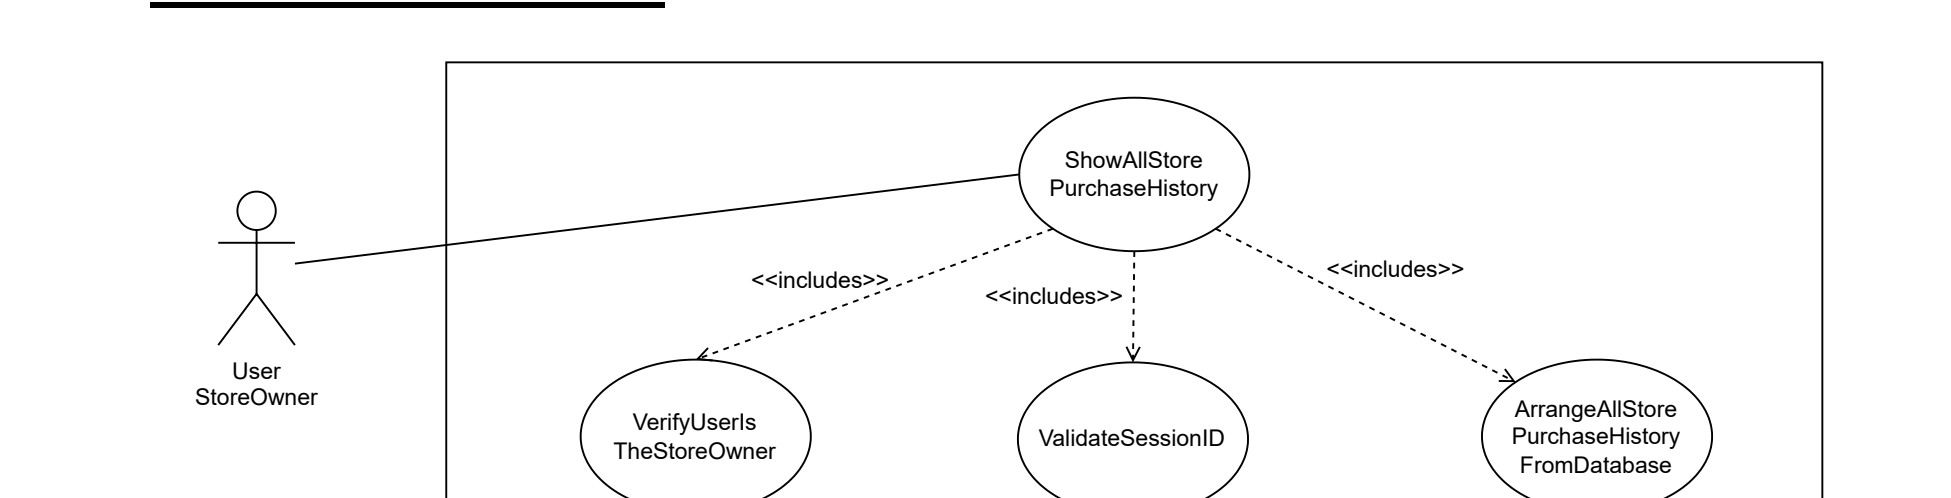 ShowAllStore
PurchaseHistory
<<includes>>
<<includes>>
<<includes>>
User
StoreOwner
VerifyUserIs
TheStoreOwner
ValidateSessionID
ArrangeAllStore
PurchaseHistory
FromDatabase